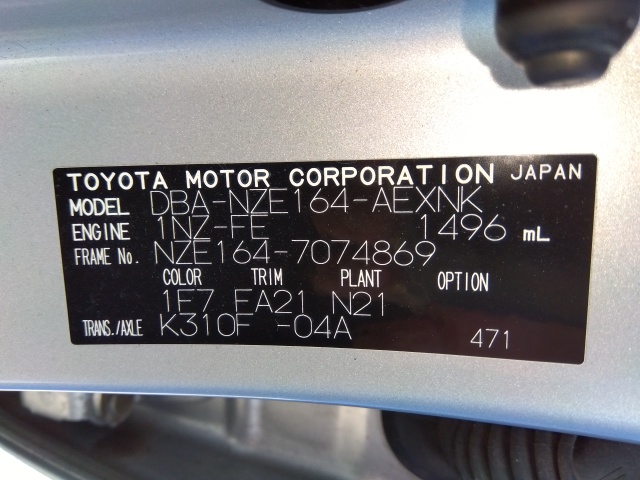 TOYOTA MOTOR CORPORATION JAPAN
MODEL DBA-NZE164-AEXNK
ENGINE 1NZ-FE 1496 mL
FRAME No. NZE164-7074869
COLOR TRIM PLANT OPTION
1F7 FA21 N21
TRANS./AXLE K310F -04A 471